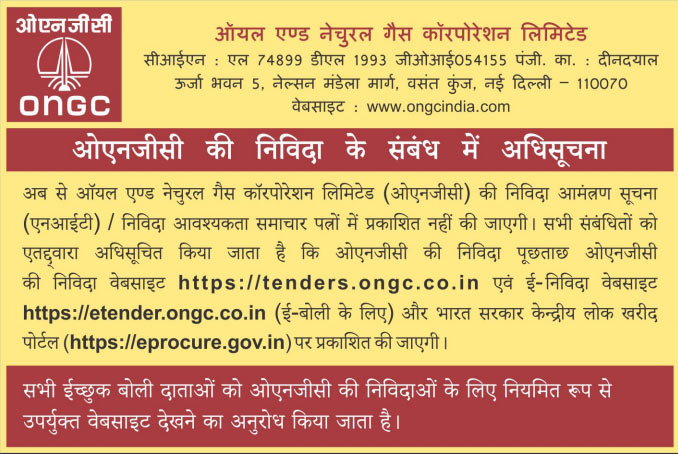 ओएनजीसी
ONGC
ऑयल एण्ड नेचुरल गैस कॉरपोरेशन लिमिटेड
सीआईएन : एल 74899 डीएल 1993 जीओआई054155 पंजी. का. : दीनदयाल
ऊर्जा भवन 5, नेल्सन मंडेला मार्ग, वसंत कुंज, नई दिल्ली – 110070
वेबसाइट : www.ongcindia.com
ओएनजीसी की निविदा के संबंध में अधिसूचना
अब से ऑयल एण्ड नेचुरल गैस कॉरपोरेशन लिमिटेड (ओएनजीसी) की निविदा आमंत्रण सूचना
(एनआईटी) / निविदा आवश्यकता समाचार पत्रों में प्रकाशित नहीं की जाएगी। सभी संबंधितों को
एतद्द्वारा अधिसूचित किया जाता है कि ओएनजीसी की निविदा पूछताछ ओएनजीसी
की निविदा वेबसाइट https://tenders.ongc.co.in एवं ई-निविदा वेबसाइट
https://etender.ongc.co.in (ई-बोली के लिए) और भारत सरकार केन्द्रीय लोक खरीद
पोर्टल (https://eprocure.gov.in) पर प्रकाशित की जाएगी।
सभी ईच्छुक बोली दाताओं को ओएनजीसी की निविदाओं के लिए नियमित रूप से
उपर्युक्त वेबसाइट देखने का अनुरोध किया जाता है।